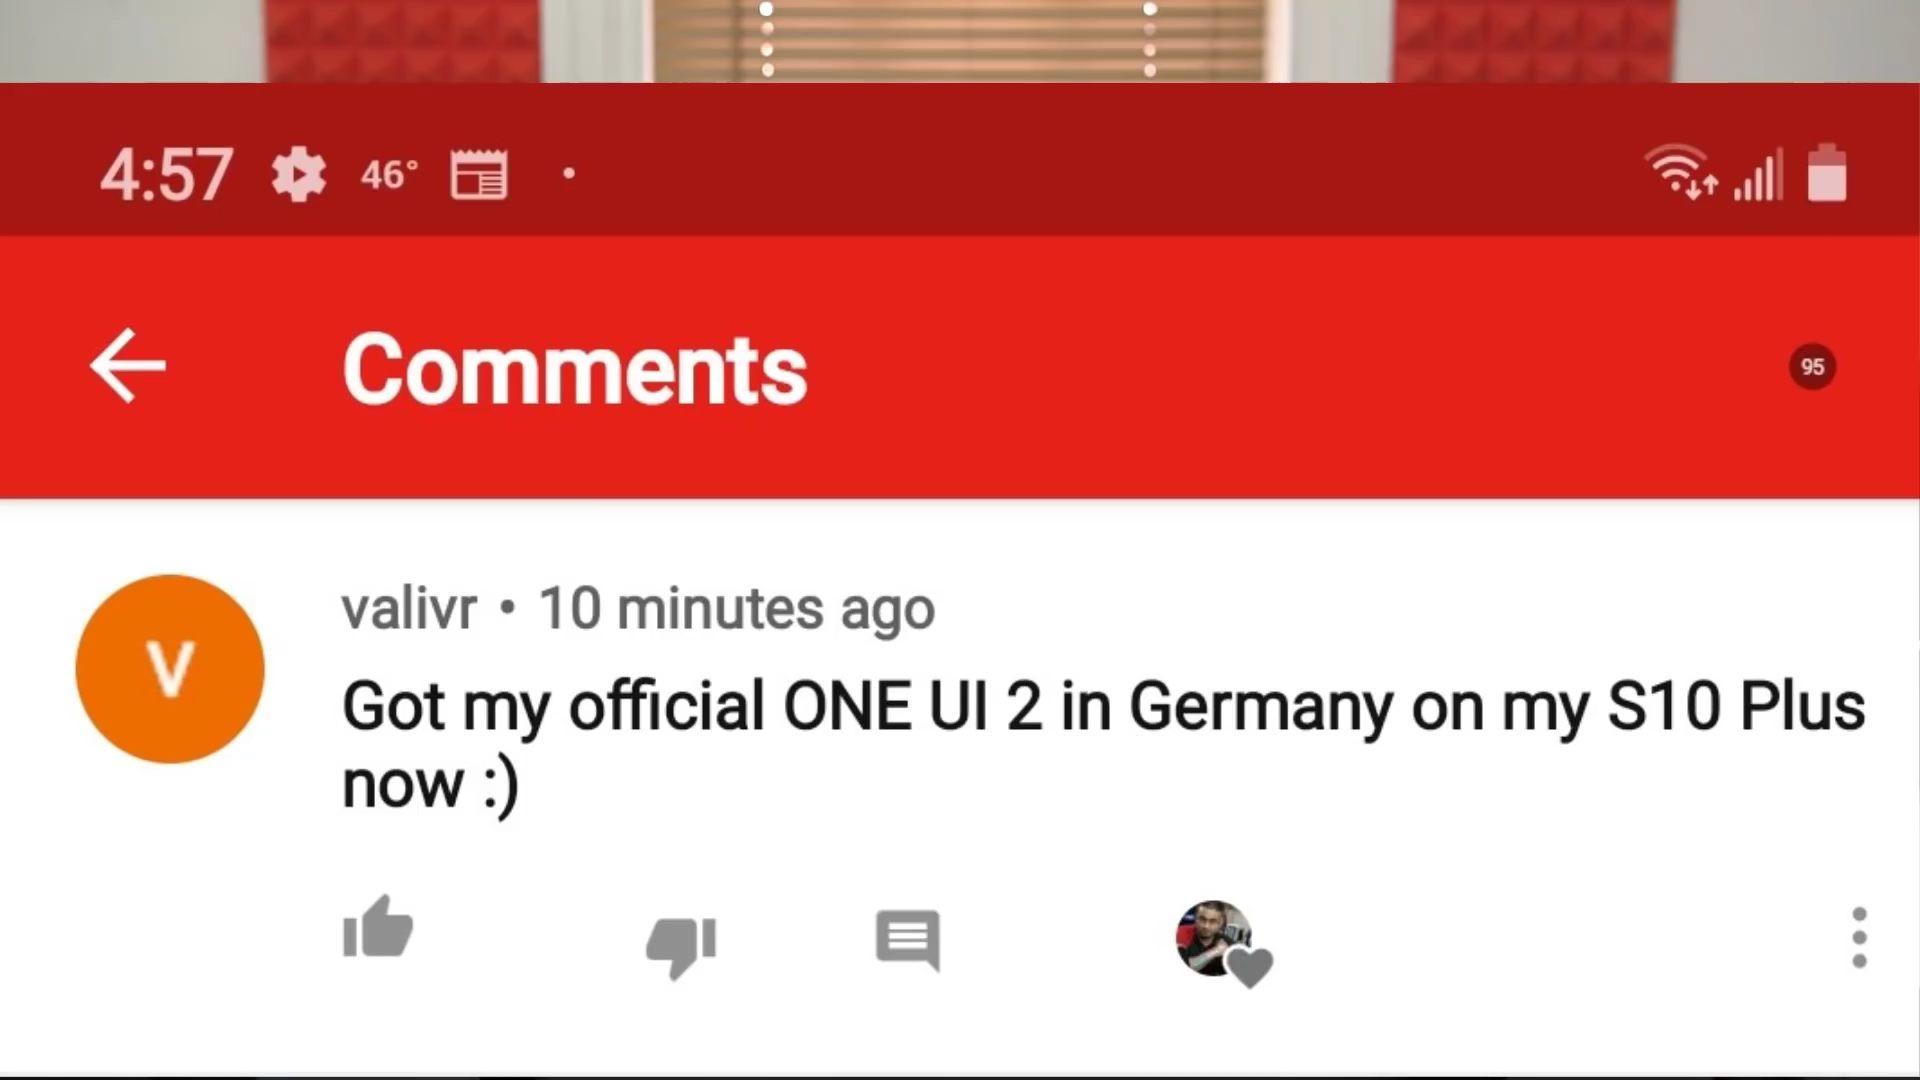 4:57 46°
Comments
95
V
valivr • 10 minutes ago
Got my official ONE UI 2 in Germany on my S10 Plus
now :)